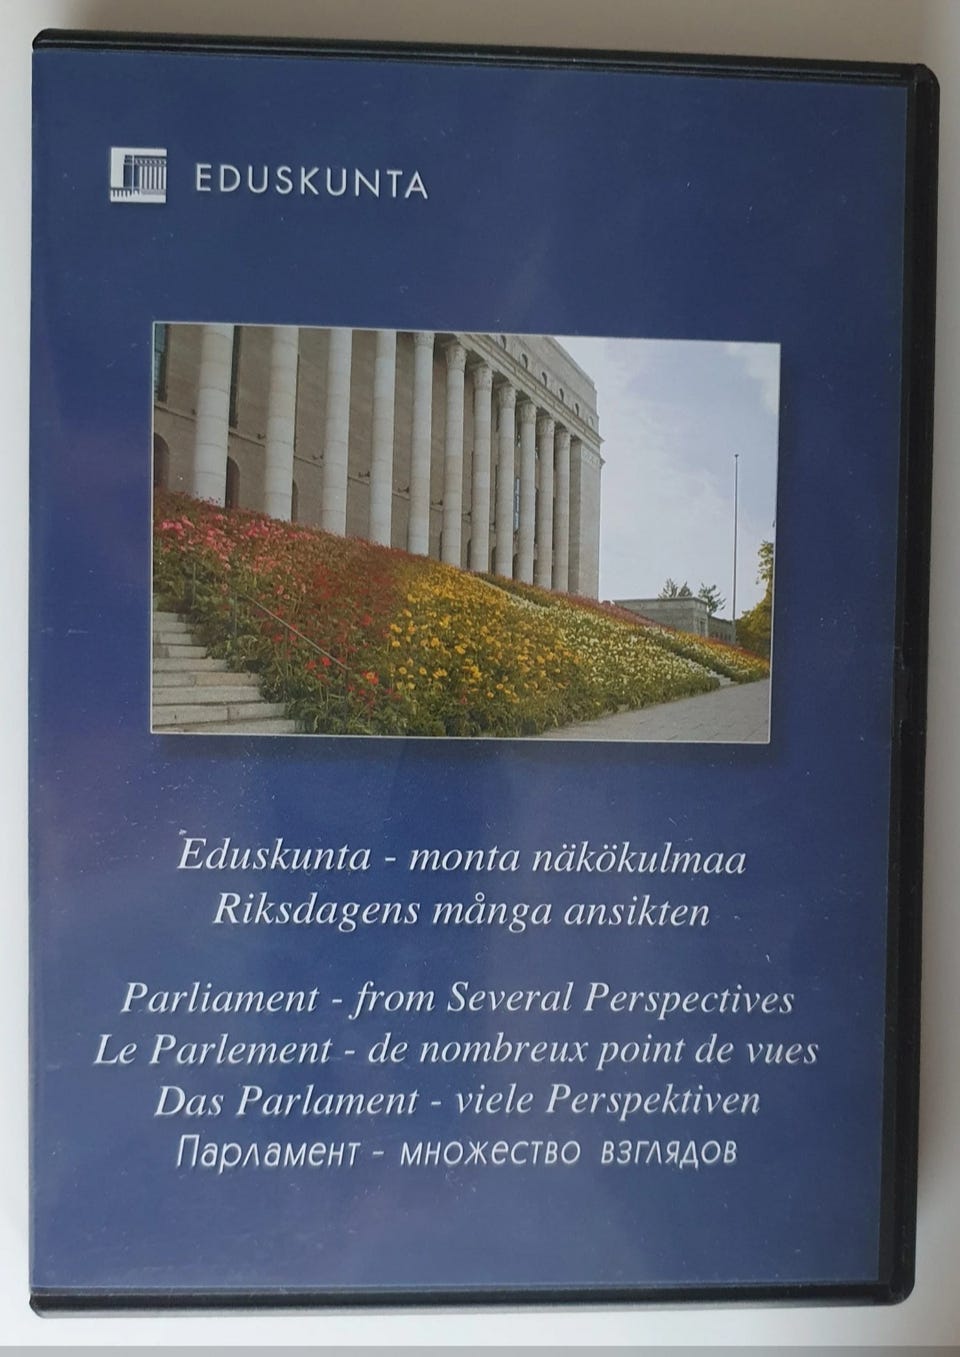 EDUSKUNTA
Eduskunta - monta näkökulmaa
Riksdagens många ansikten
Parliament - from Several Perspectives
Le Parlement - de nombreux point de vues
Das Parlament - viele Perspektiven
Парламент - множество взглядов